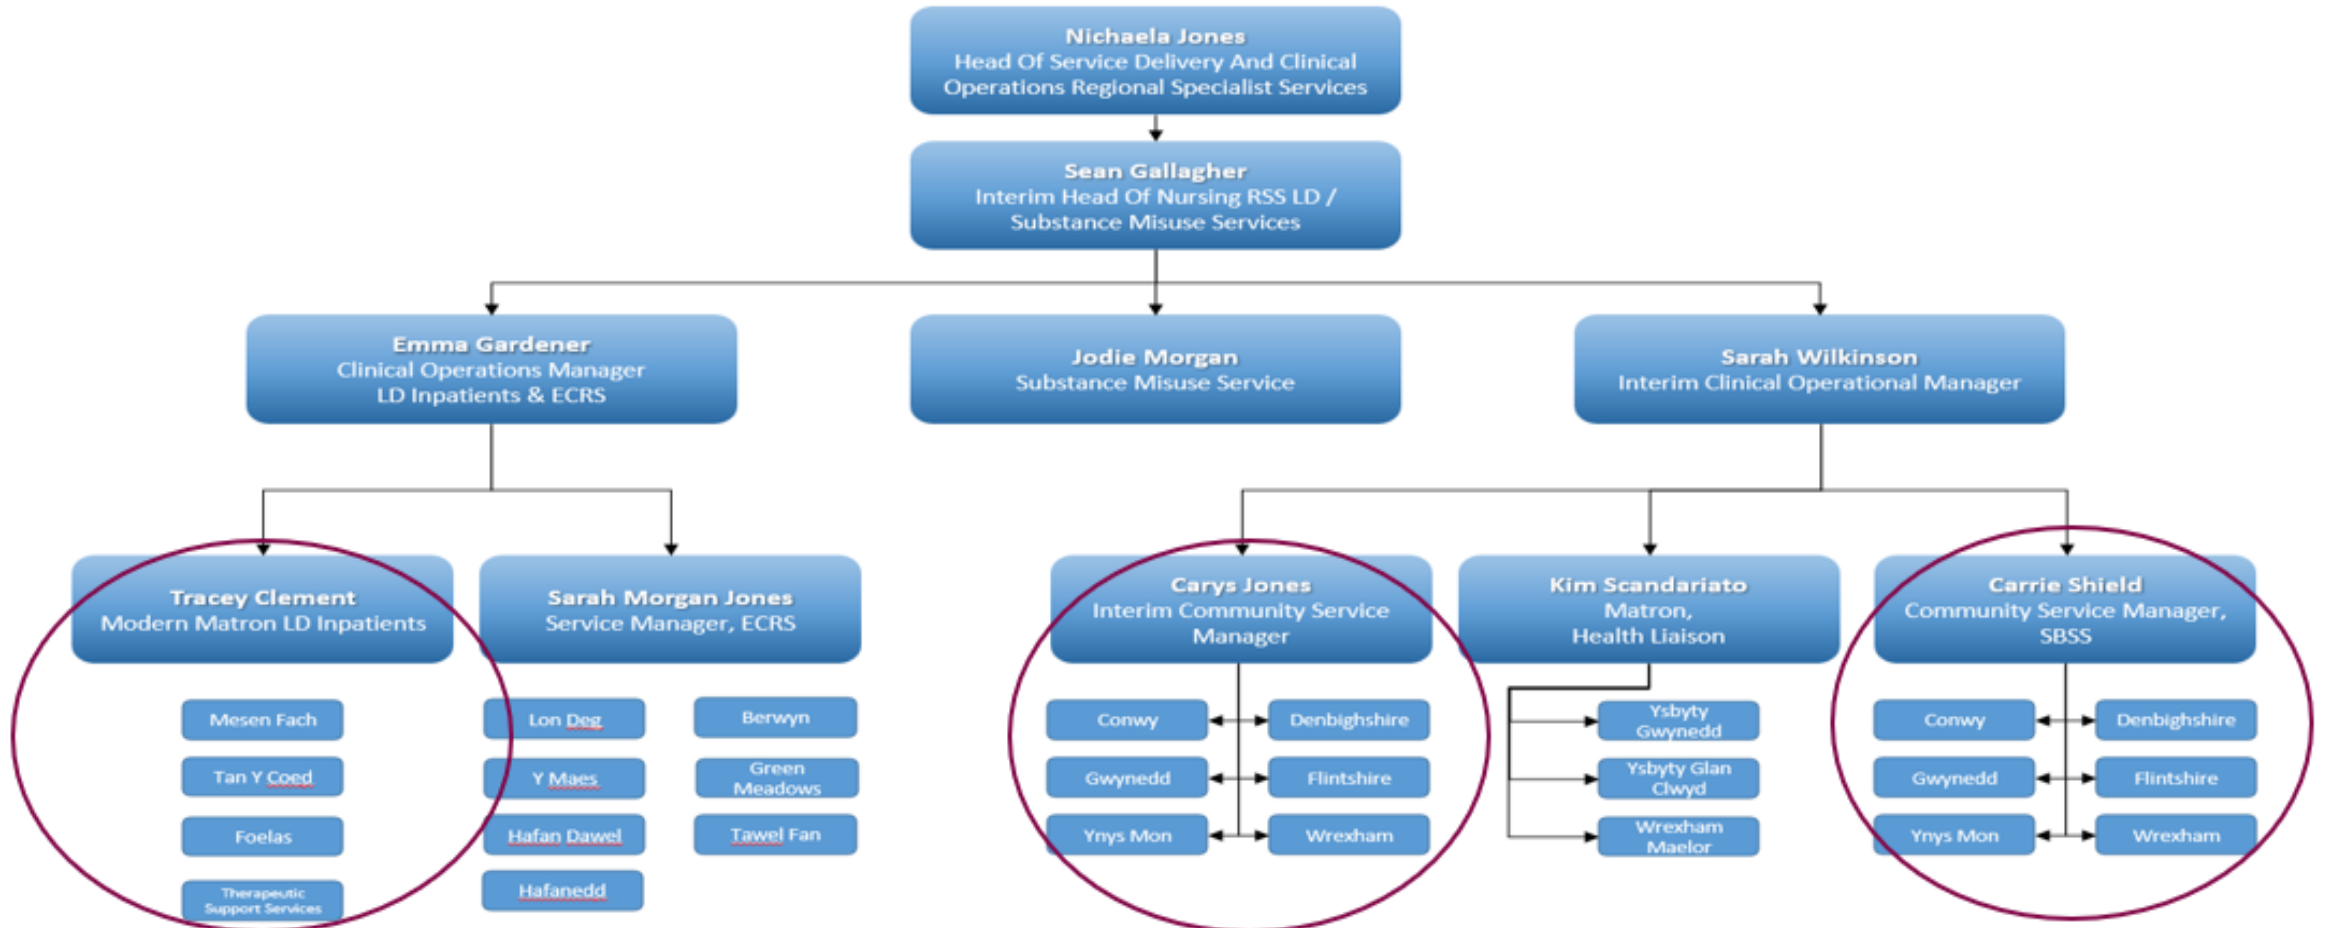 Nichaela Jones
Head Of Service Delivery And Clinical
Operations Regional Specialist Services
Sean Gallagher
Interim Head Of Nursing RSS LD /
Substance Misuse Services
Emma Gardener
Clinical Operations Manager
LD Inpatients & ECRS
Jodie Morgan
Substance Misuse Service
Sarah Wilkinson
Interim Clinical Operational Manager
Tracey Clement
Modern Matron LD Inpatients
Sarah Morgan Jones
Service Manager, ECRS
Carys Jones
Interim Community Service
Manager
Kim Scandariato
Matron,
Health Liaison
Carrie Shield
Community Service Manager,
SBSS
Mesen Fach
Tan Y Coed
Foelas
Therapeutic
Support Services
Lon Deg
Y Maes
Hafan Dawel
Hafanedd
Berwyn
Green
Meadows
Tawel Fan
Conwy
Gwynedd
Ynys Mon
Denbighshire
Flintshire
Wrexham
Ysbyty
Gwynedd
Ysbyty Glan
Clwyd
Wrexham
Maelor
Conwy
Gwynedd
Ynys Mon
Denbighshire
Flintshire
Wrexham